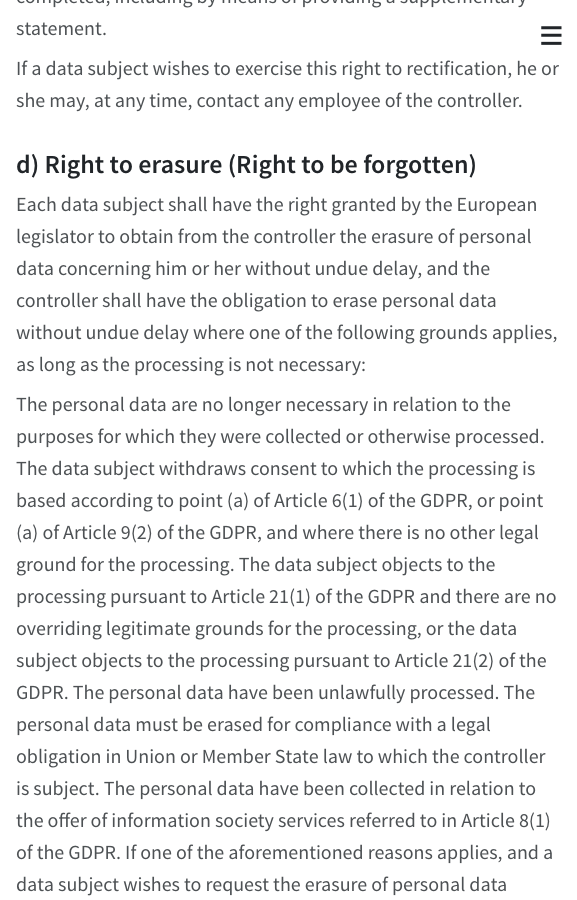 completed, including by means of providing a supplementary
statement.
If a data subject wishes to exercise this right to rectification, he or
she may, at any time, contact any employee of the controller.
d) Right to erasure (Right to be forgotten)
Each data subject shall have the right granted by the European
legislator to obtain from the controller the erasure of personal
data concerning him or her without undue delay, and the
controller shall have the obligation to erase personal data
without undue delay where one of the following grounds applies,
as long as the processing is not necessary:
The personal data are no longer necessary in relation to the
purposes for which they were collected or otherwise processed.
The data subject withdraws consent to which the processing is
based according to point (a) of Article 6(1) of the GDPR, or point
(a) of Article 9(2) of the GDPR, and where there is no other legal
ground for the processing. The data subject objects to the
processing pursuant to Article 21(1) of the GDPR and there are no
overriding legitimate grounds for the processing, or the data
subject objects to the processing pursuant to Article 21(2) of the
GDPR. The personal data have been unlawfully processed. The
personal data must be erased for compliance with a legal
obligation in Union or Member State law to which the controller
is subject. The personal data have been collected in relation to
the offer of information society services referred to in Article 8(1)
of the GDPR. If one of the aforementioned reasons applies, and a
data subject wishes to request the erasure of personal data